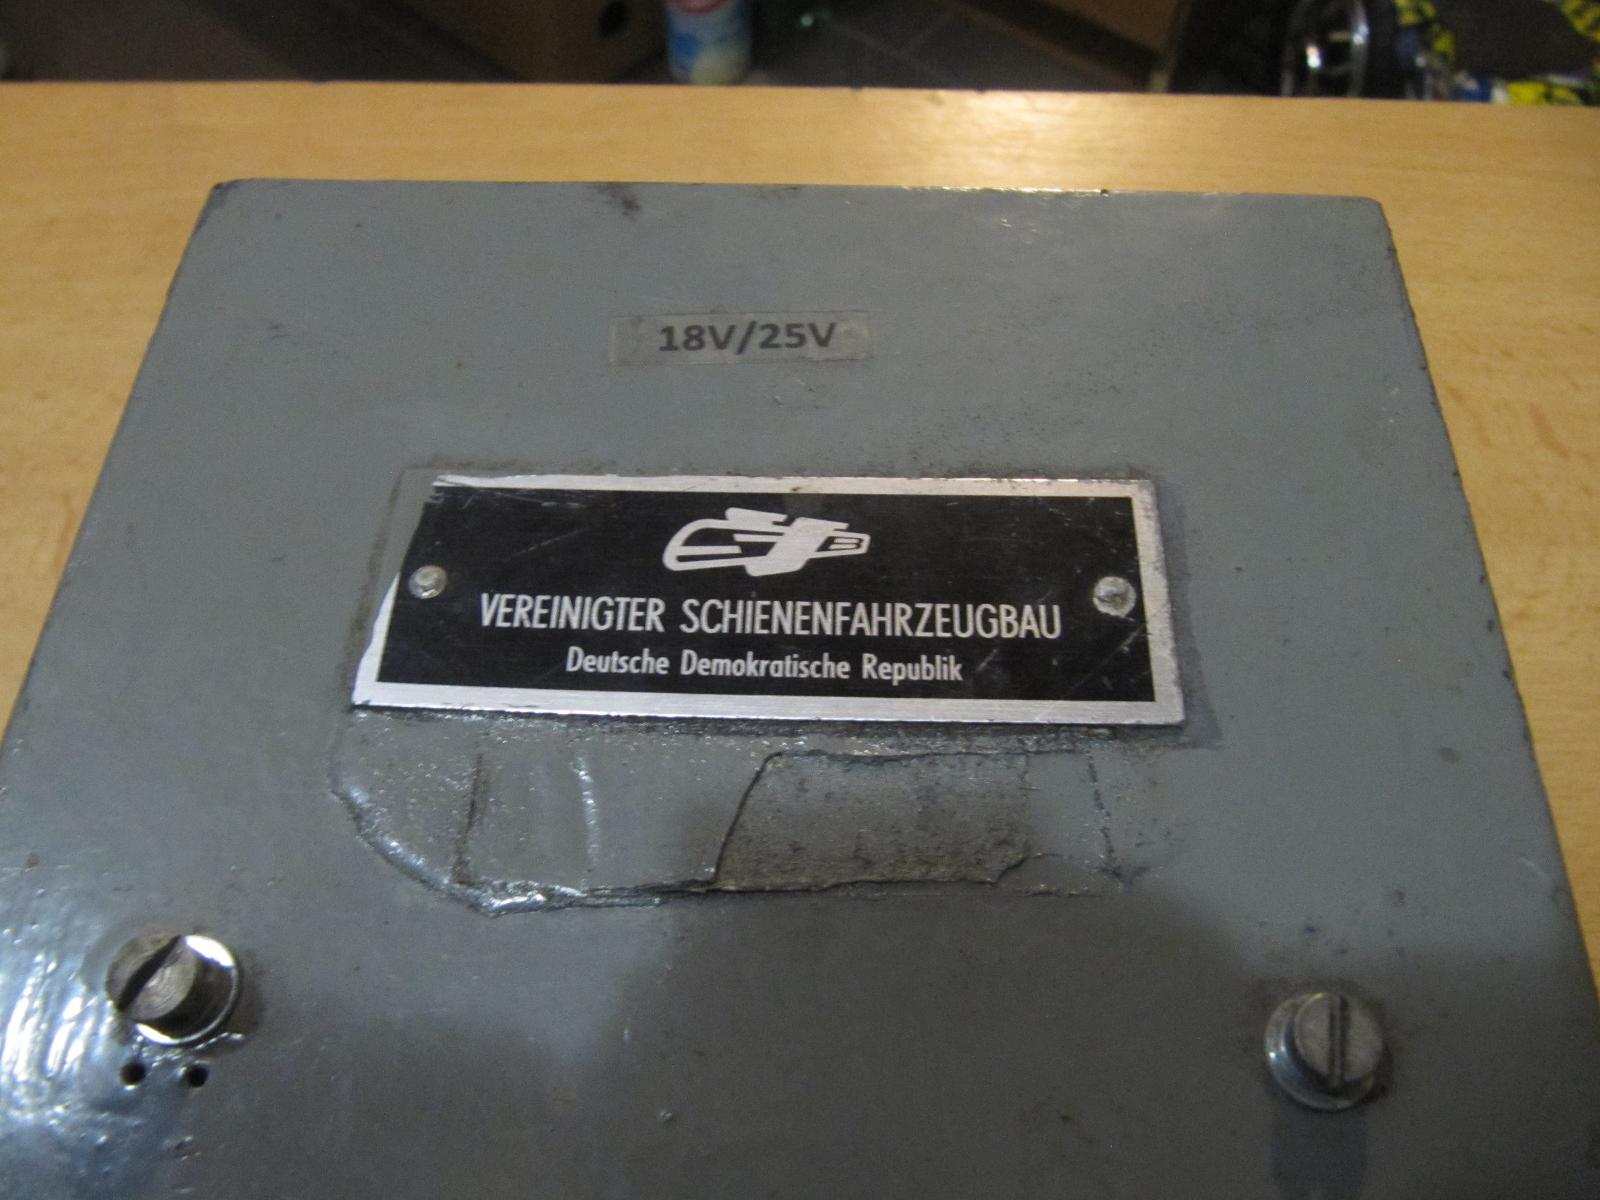 18V/25V
VEREINIGTER SCHIENENFAHRZEUGBAU
Deutsche Demokratische Republik